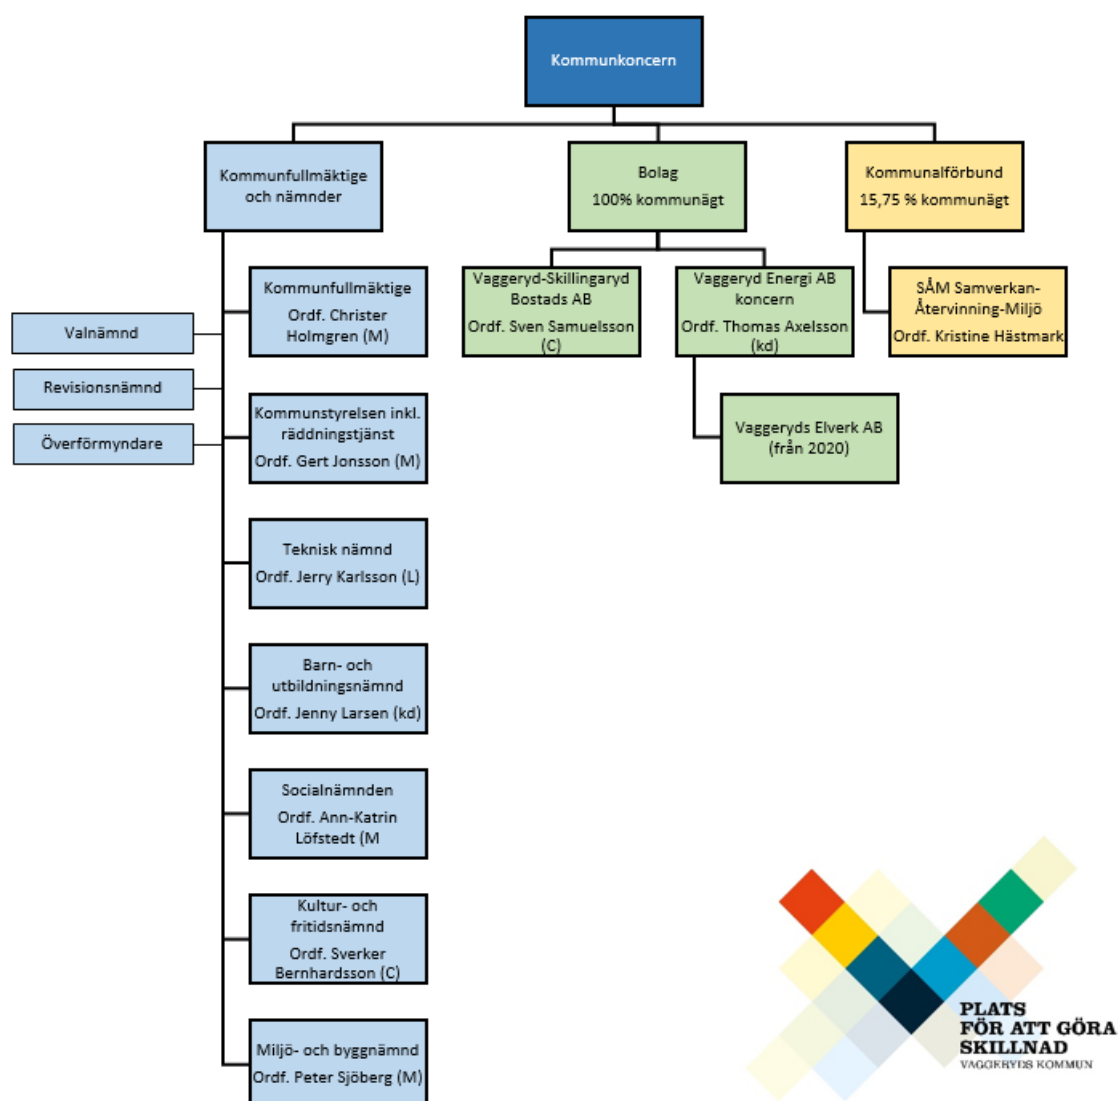 Kommunkoncern
Kommunfullmäktige
och nämnder
Bolag
100% kommunägt
Kommunalförbund
15,75 % kommunägt
Kommunfullmäktige
Ordf. Christer
Holmgren (M)
Vaggeryd-Skillingaryd
Bostads AB
Ordf. Sven Samuelsson
(C)
Vaggeryd Energi AB
koncern
Ordf. Thomas Axelsson
(kd)
SÅM Samverkan-
Återvinning-Miljö
Ordf. Kristine Hästmark
Valnämnd
Revisionsnämnd
Överförmyndare
Kommunstyrelsen inkl.
räddningstjänst
Ordf. Gert Jonsson (M)
Vaggeryds Elverk AB
(från 2020)
Teknisk nämnd
Ordf. Jerry Karlsson (L)
Barn- och
utbildningsnämnd
Ordf. Jenny Larsen (kd)
Socialnämnden
Ordf. Ann-Katrin
Löfstedt (M
Kultur- och
fritidsnämnd
Ordf. Sverker
Bernhardsson (C)
Miljö- och byggnämnd
Ordf. Peter Sjöberg (M)
PLATS
FÖR ATT GÖRA
SKILLNAD
VAGGERYDS KOMMUN